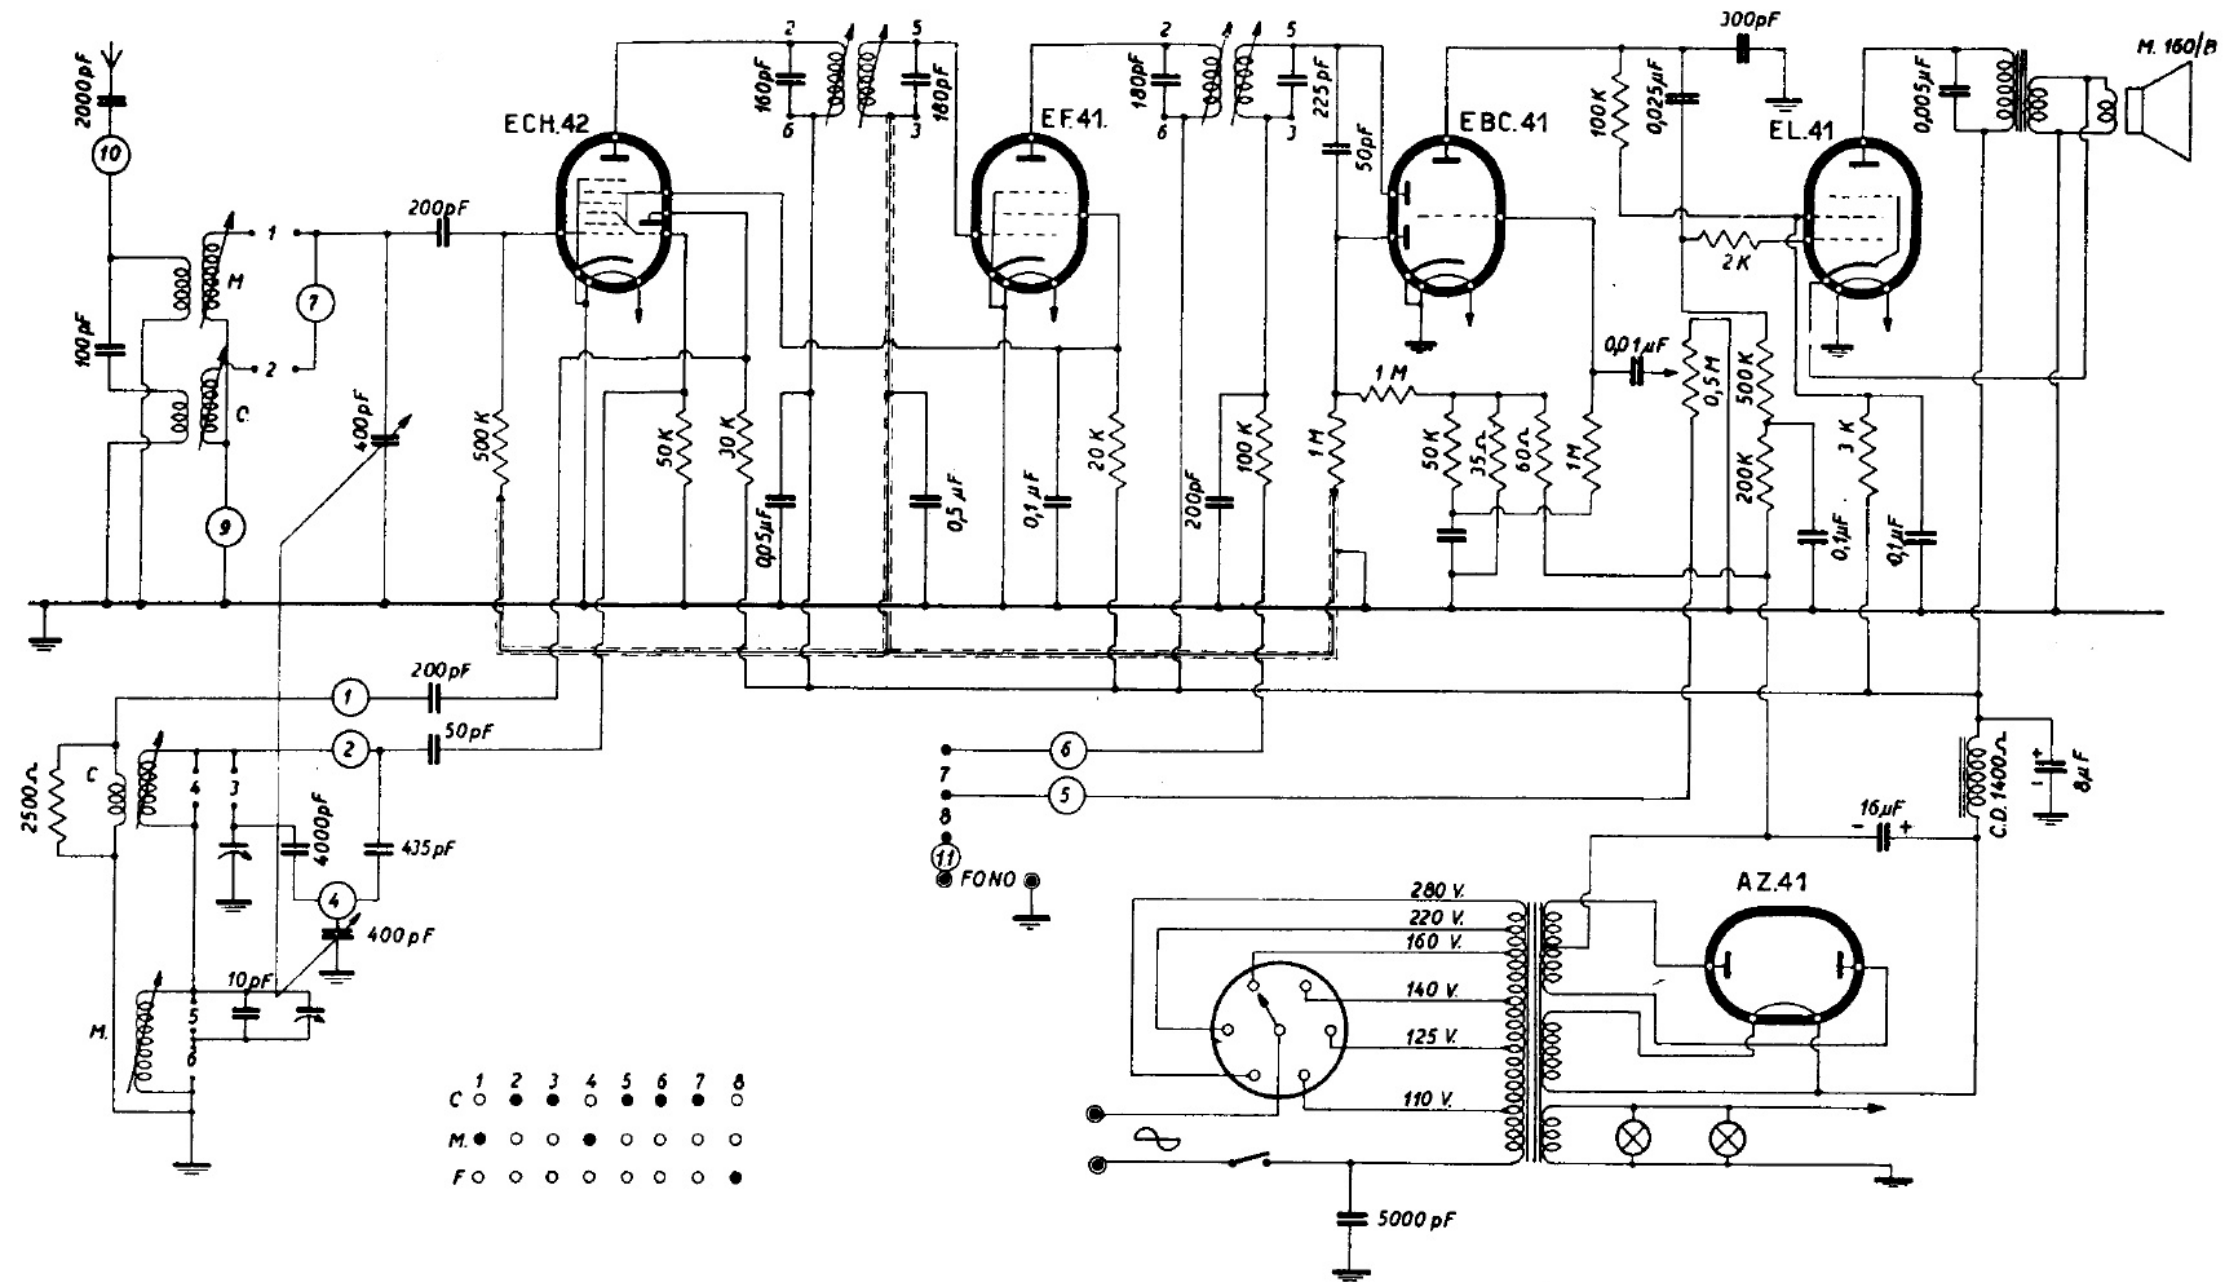 2000pF
10
100pF
M
C.
1
2
7
9
400pF
200pF
500K
ECH.42
50K
30K
2
160pF
6
5
180pF
3
0,05µF
0,5µF
EF.41.
0,1µF
20K
2
180pF
6
5
225pF
3
50pF
200pF
100K
1M
EBC.41
1M
50K
35Ω
60Ω
1M
0,01µF
0,5M
100K
0,025µF
300pF
2K
500K
200K
0,1µF
EL.41
3K
0,1µF
0,005µF
M.160/B
200pF
1
50pF
2
2500Ω
C
4
3
4000pF
435pF
4
400pF
10pF
M.
5
6
6
7
5
8
11
FONO
C.D.1400Ω
8µF
+
-
- 16µF +
AZ.41
280 V.
220 V.
160 V.
140 V.
125 V.
110 V.
5000pF
1 2 3 4 5 6 7 8
C
M.
F